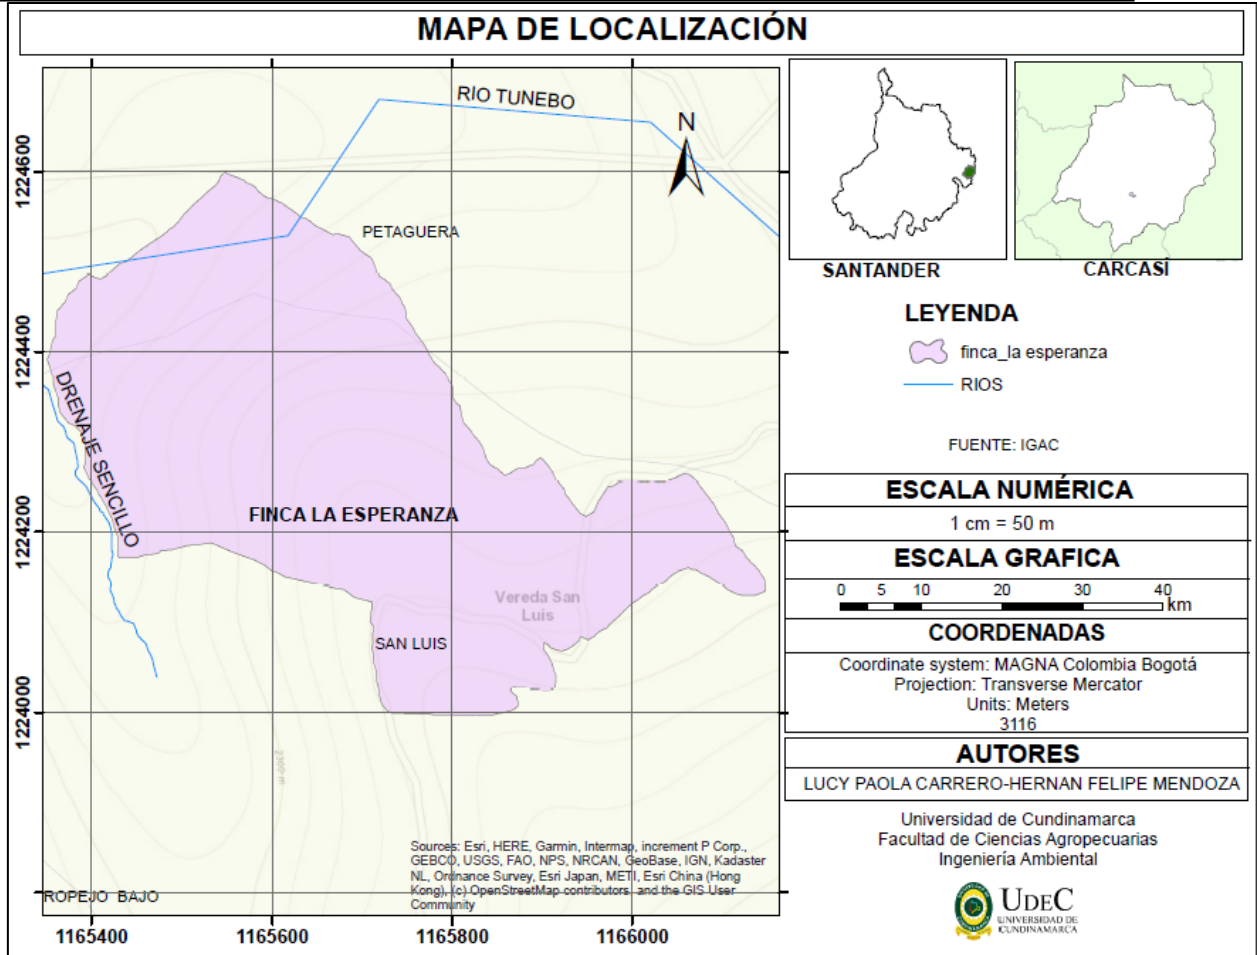 MAPA DE LOCALIZACIÓN
RIO TUNEBO
N
PETAGUERA
DRENAJE SENCILLO
FINCA LA ESPERANZA
Vereda San
Luis
SAN LUIS
2300 m
ROPEJO BAJO
Sources: Esri, HERE, Garmin, Intermap, increment P Corp.,
GEBCO, USGS, FAO, NPS, NRCAN, GeoBase, IGN, Kadaster
NL, Ordnance Survey, Esri Japan, METI, Esri China (Hong
Kong), (c) OpenStreetMap contributors, and the GIS User
Community
1224600
1224400
1224200
1224000
1165400 1165600 1165800 1166000
SANTANDER
CARCASÍ
LEYENDA
finca_la esperanza
RIOS
FUENTE: IGAC
ESCALA NUMÉRICA
1 cm = 50 m
ESCALA GRAFICA
0 5 10 20 30 40
km
COORDENADAS
Coordinate system: MAGNA Colombia Bogotá
Projection: Transverse Mercator
Units: Meters
3116
AUTORES
LUCY PAOLA CARRERO-HERNAN FELIPE MENDOZA
Universidad de Cundinamarca
Facultad de Ciencias Agropecuarias
Ingeniería Ambiental
UDEC
UNIVERSIDAD DE
CUNDINAMARCA